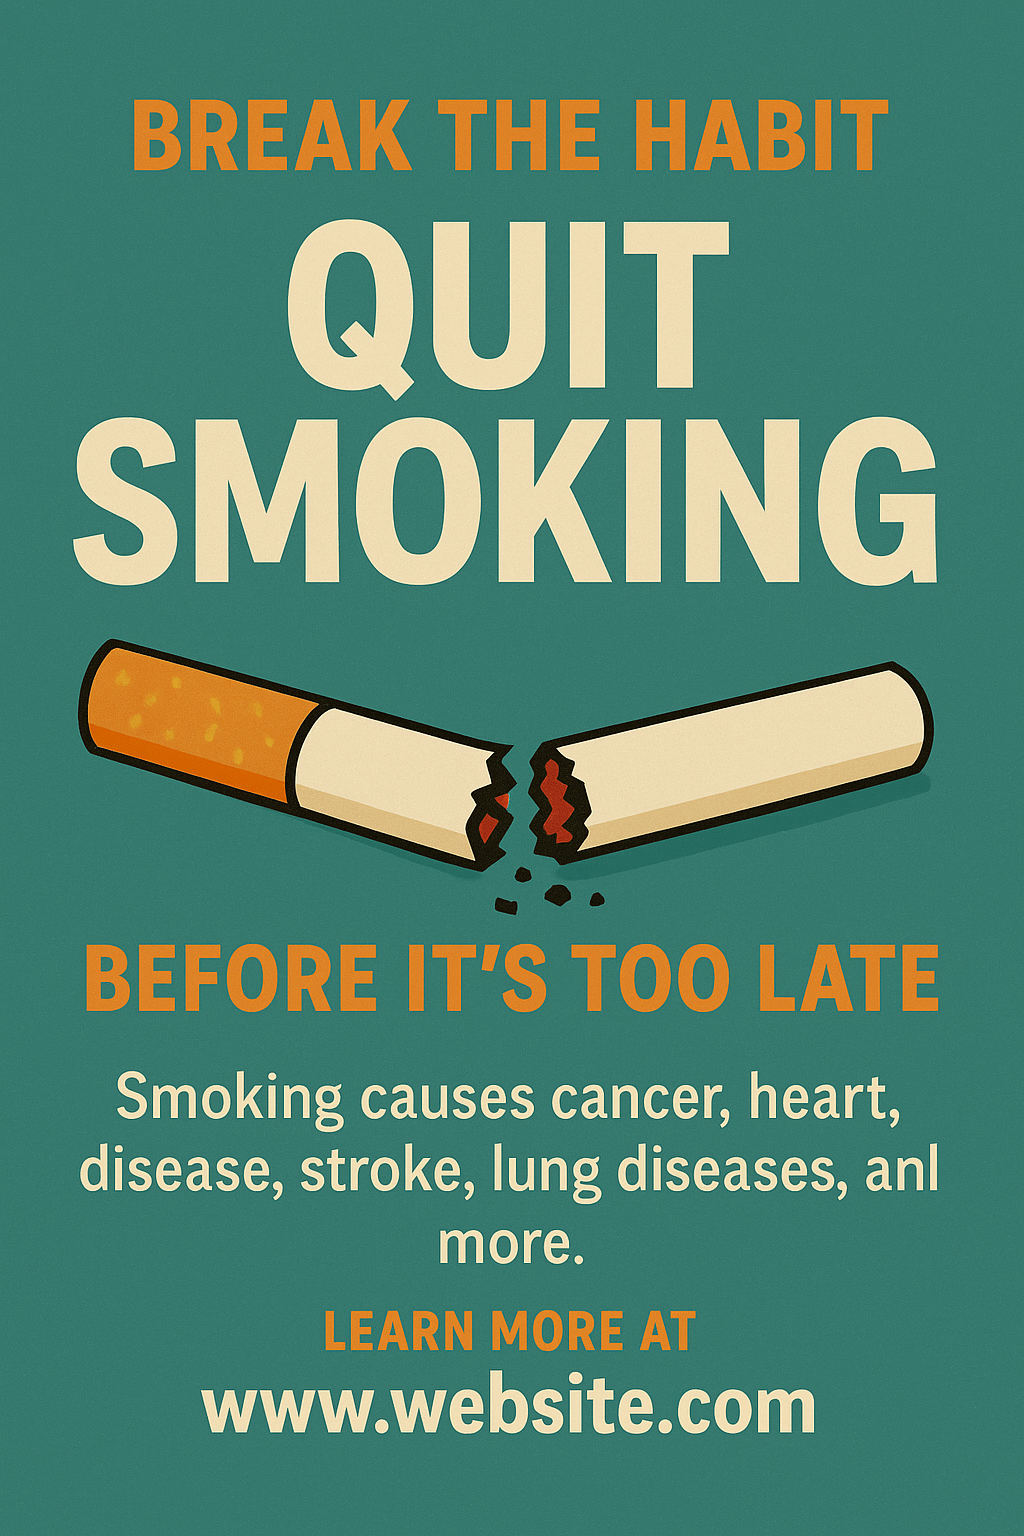 BREAK THE HABIT
QUIT
SMOKING
BEFORE IT'S TOO LATE
Smoking causes cancer, heart,
disease, stroke, lung diseases, anl
more.
LEARN MORE AT
www.website.com